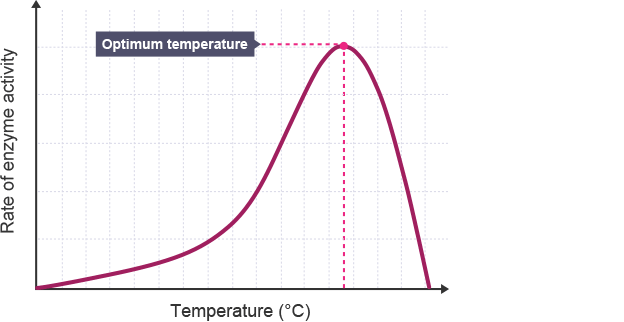 Optimum temperature
Rate of enzyme activity
Temperature (°C)